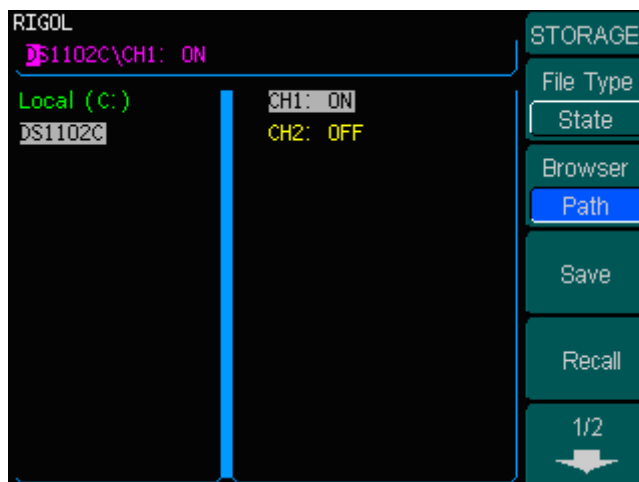 RIGOL
DS1102C\CH1: ON
Local (C:)
DS1102C
CH1: ON
CH2: OFF
STORAGE
File Type
State
Browser
Path
Save
Recall
1/2